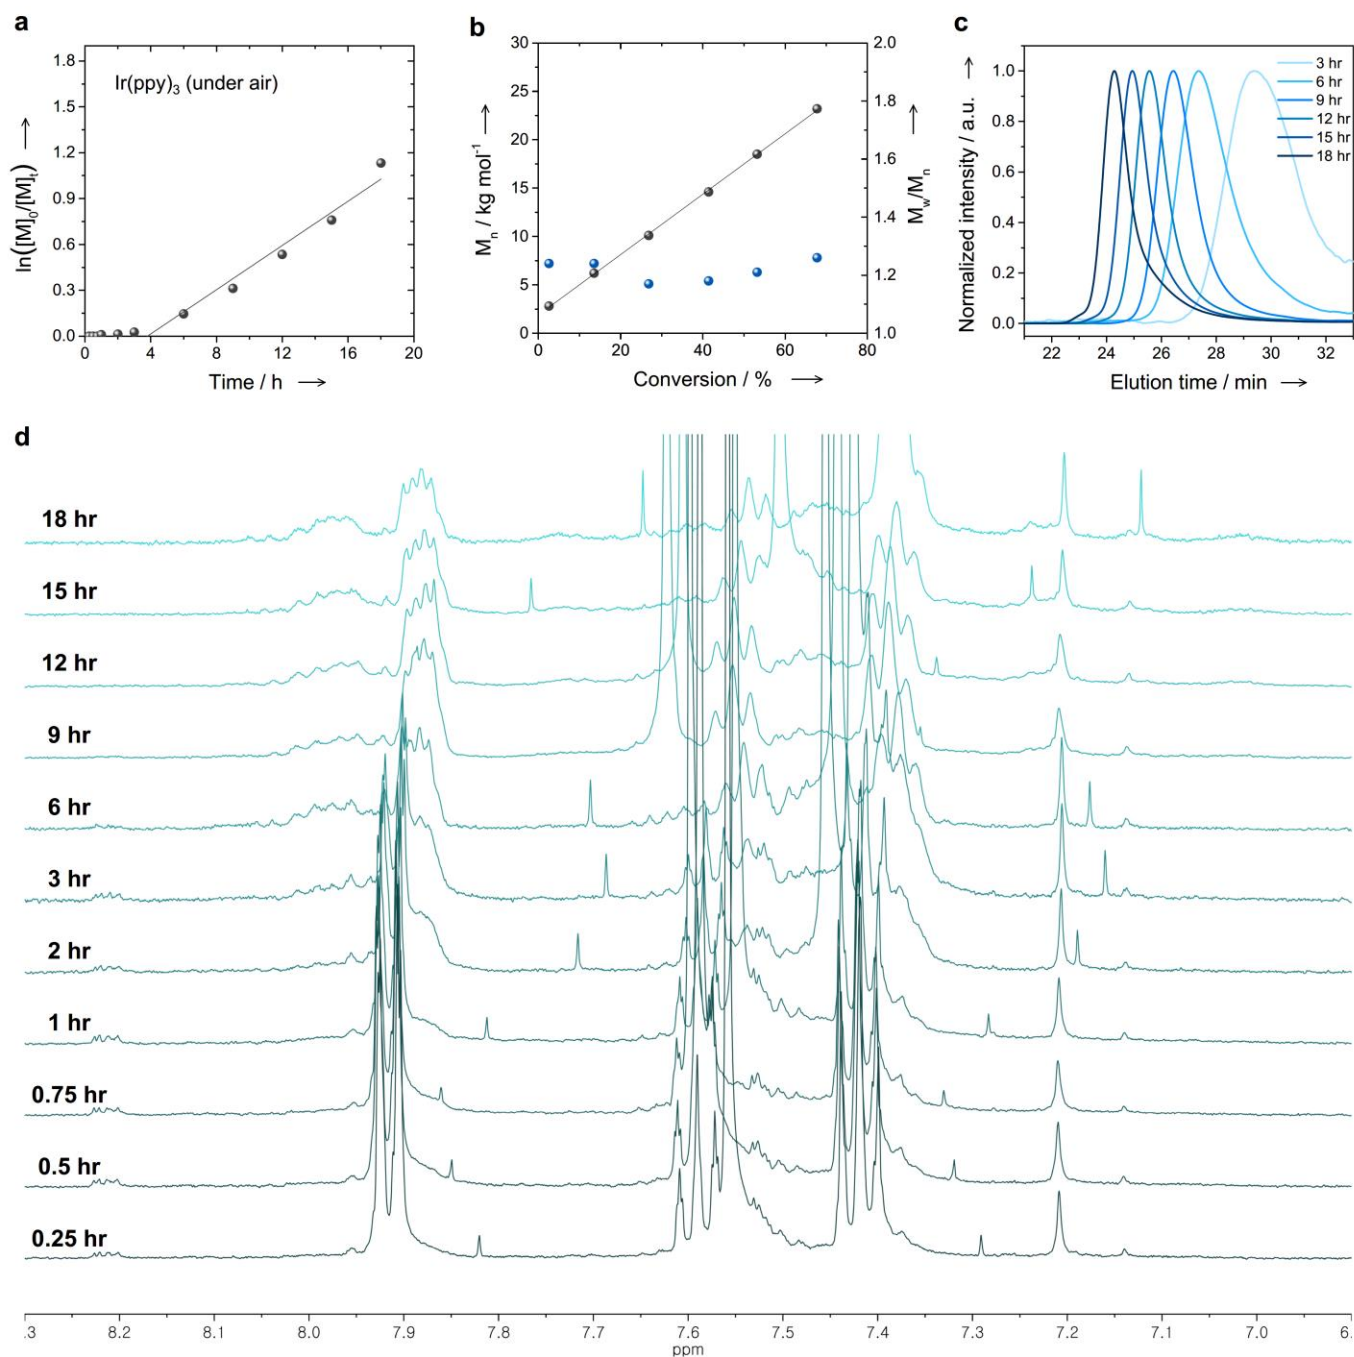 a
Ir(ppy)3 (under air)
ln([M]0/[M]t) →
1.8
1.5
1.2
0.9
0.6
0.3
0.0
0 4 8 12 16 20
Time / h →
b
Mn / kg mol-1 →
30
25
20
15
10
5
0
0 20 40 60 80
Conversion / % →
2.0
1.8
1.6
1.4
1.2
1.0
Mw/Mn →
c
Normalized intensity / a.u. →
1.0
0.8
0.6
0.4
0.2
0.0
3 hr
6 hr
9 hr
12 hr
15 hr
18 hr
22 24 26 28 30 32
Elution time / min →
d
18 hr
15 hr
12 hr
9 hr
6 hr
3 hr
2 hr
1 hr
0.75 hr
0.5 hr
0.25 hr
.3 8.2 8.1 8.0 7.9 7.8 7.7 7.6 7.5 7.4 7.3 7.2 7.1 7.0 6.
ppm